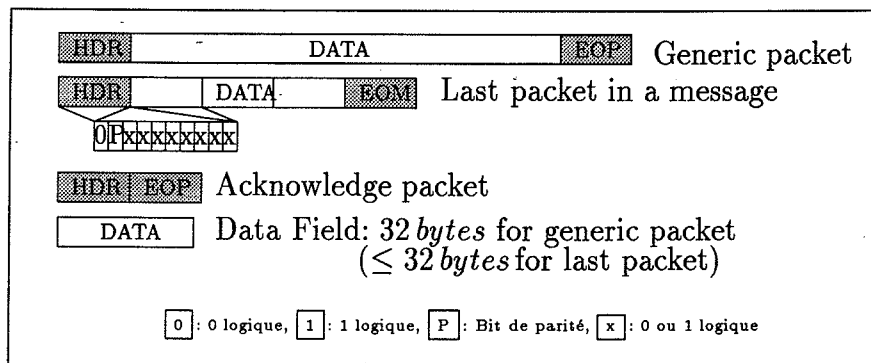 HDR DATA EOP Generic packet
HDR DATA EOM Last packet in a message
0Pxxxxxxxx
HDR EOP Acknowledge packet
DATA Data Field: 32 bytes for generic packet
(≤ 32 bytes for last packet)
0 : 0 logique, 1 : 1 logique, P : Bit de parité, x : 0 ou 1 logique